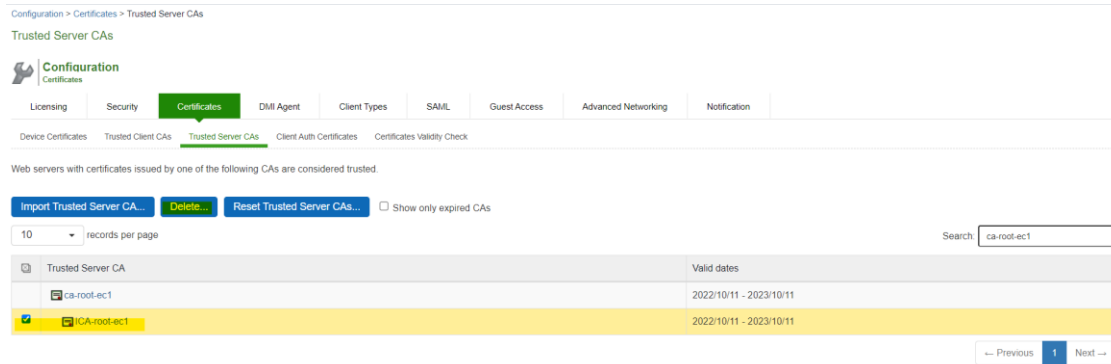 Configuration > Certificates > Trusted Server CAs
Trusted Server CAs
Configuration
Certificates
Licensing Security Certificates DMI Agent Client Types SAML Guest Access Advanced Networking Notification
Device Certificates Trusted Client CAs Trusted Server CAs Client Auth Certificates Certificates Validity Check
Web servers with certificates issued by one of the following CAs are considered trusted.
Import Trusted Server CA... Delete... Reset Trusted Server CAs... Show only expired CAs
10 records per page Search: ca-root-ec1
Trusted Server CA Valid dates
ca-root-ec1 2022/10/11 - 2023/10/11
ICA-root-ec1 2022/10/11 - 2023/10/11
← Previous 1 Next →